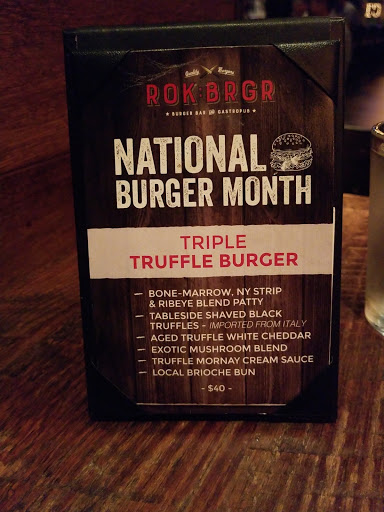 ROK:BRGR
★ BURGER BAR AND GASTROPUB ★
NATIONAL
BURGER MONTH
TRIPLE
TRUFFLE BURGER
– BONE-MARROW, NY STRIP
& RIBEYE BLEND PATTY
– TABLESIDE SHAVED BLACK
TRUFFLES - IMPORTED FROM ITALY
– AGED TRUFFLE WHITE CHEDDAR
– EXOTIC MUSHROOM BLEND
– TRUFFLE MORNAY CREAM SAUCE
– LOCAL BRIOCHE BUN
- $40 -